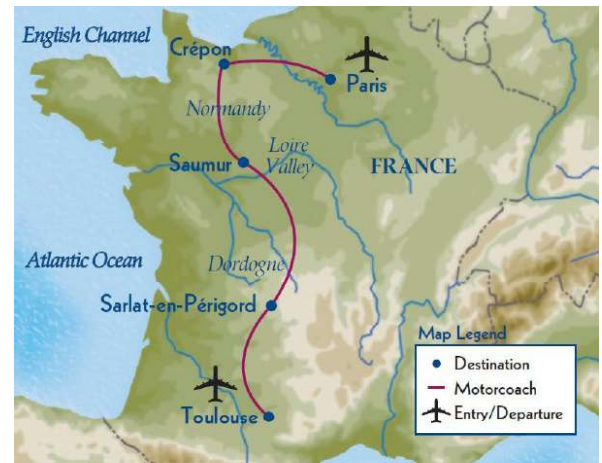 English Channel
Crépon
Paris
Normandy
Loire
Valley
Saumur
FRANCE
Atlantic Ocean
Dordogne
Sarlat-en-Périgord
Toulouse
Map Legend
Destination
Motorcoach
Entry/Departure